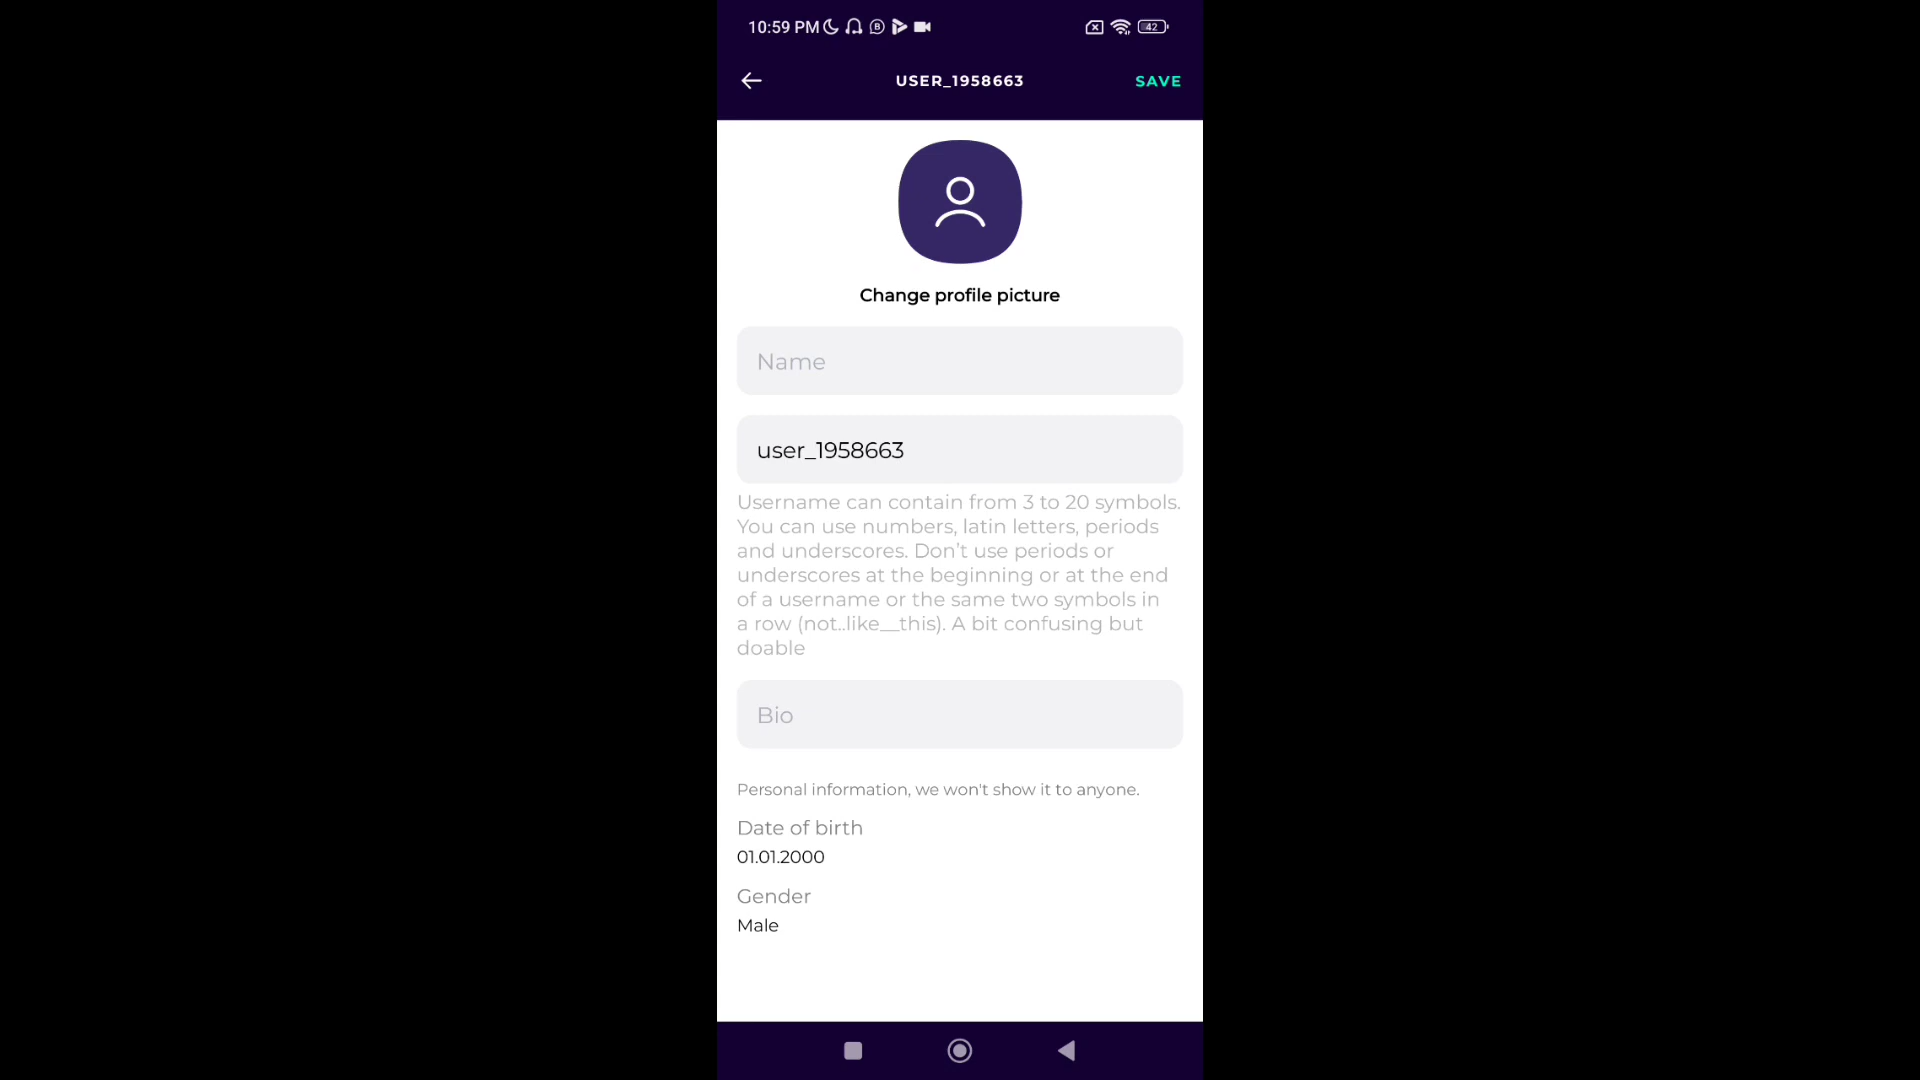 10:59 PM
42
USER_1958663
SAVE
Change profile picture
Name
user_1958663
Username can contain from 3 to 20 symbols.
You can use numbers, latin letters, periods
and underscores. Don't use periods or
underscores at the beginning or at the end
of a username or the same two symbols in
a row (not..like__this). A bit confusing but
doable
Bio
Personal information, we won't show it to anyone.
Date of birth
01.01.2000
Gender
Male